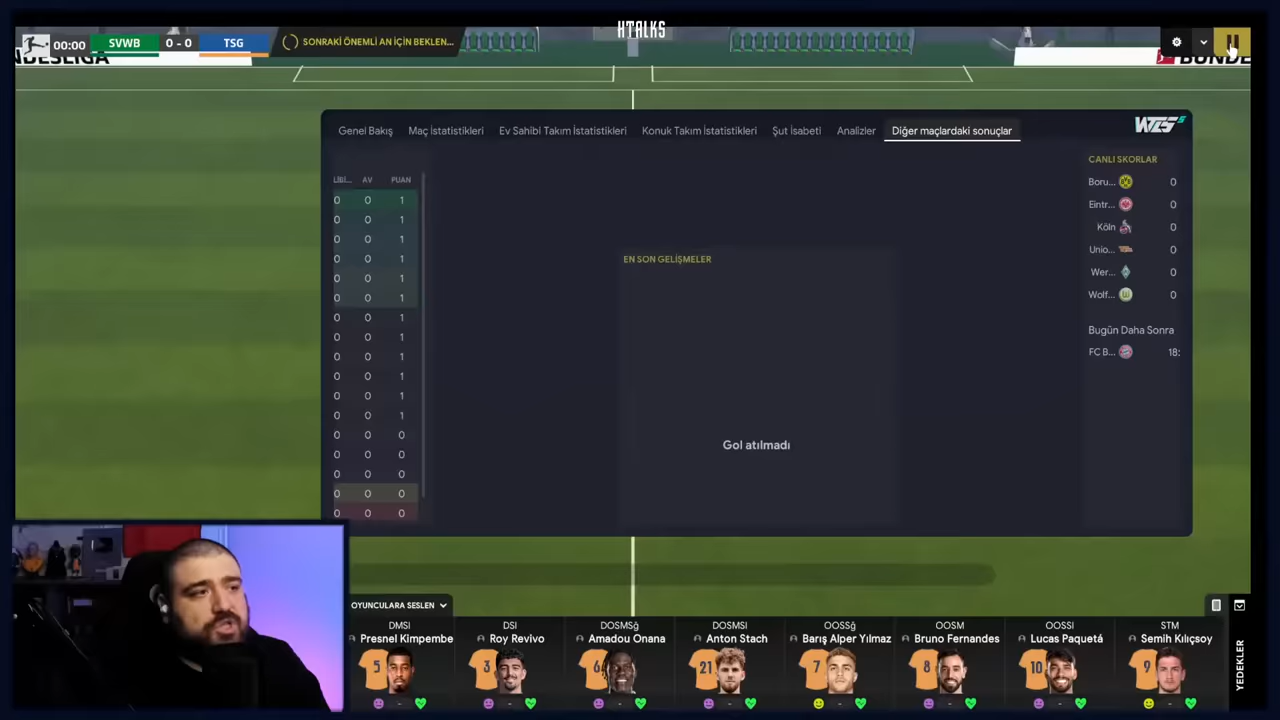 HTALKS
00:00 SVWB 0 - 0 TSG SONRAKİ ÖNEMLİ AN İÇİN BEKLEN...
Genel Bakış Maç İstatistikleri Ev Sahibi Takım İstatistikleri Konuk Takım İstatistikleri Şut İsabeti Analizler Diğer maçlardaki sonuçlar
LİBİ... AV PUAN
0 0 1
0 0 1
0 0 1
0 0 1
0 0 1
0 0 1
0 0 1
0 0 1
0 0 1
0 0 1
0 0 1
0 0 1
0 0 0
0 0 0
0 0 0
0 0 0
0 0 0
EN SON GELİŞMELER
Gol atılmadı
CANLI SKORLAR
Boru... 0
Eintr... 0
Köln 0
Unio... 0
Wer... 0
Wolf... 0
Bugün Daha Sonra
FC B... 18:
OYUNCULARA SESLEN
DMSI DSI DOSMSğ DOSMSI OOSSğ OOSM OOSSI STM
Presnel Kimpembe Roy Revivo Amadou Onana Anton Stach Barış Alper Yılmaz Bruno Fernandes Lucas Paquetá Semih Kılıçsoy
5 3 6 21 7 8 10 9
YEDEKLER